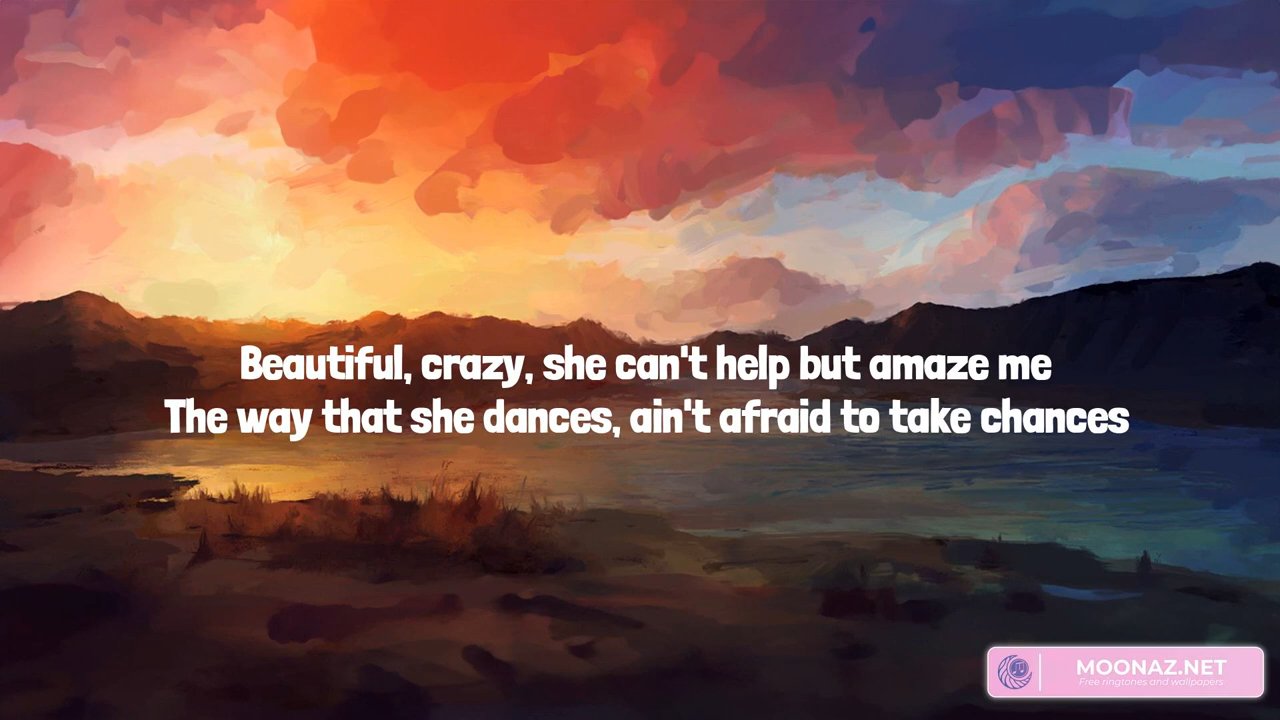 Beautiful, crazy, she can't help but amaze me
The way that she dances, ain't afraid to take chances
MOONAZ.NET
Free ringtones and wallpapers